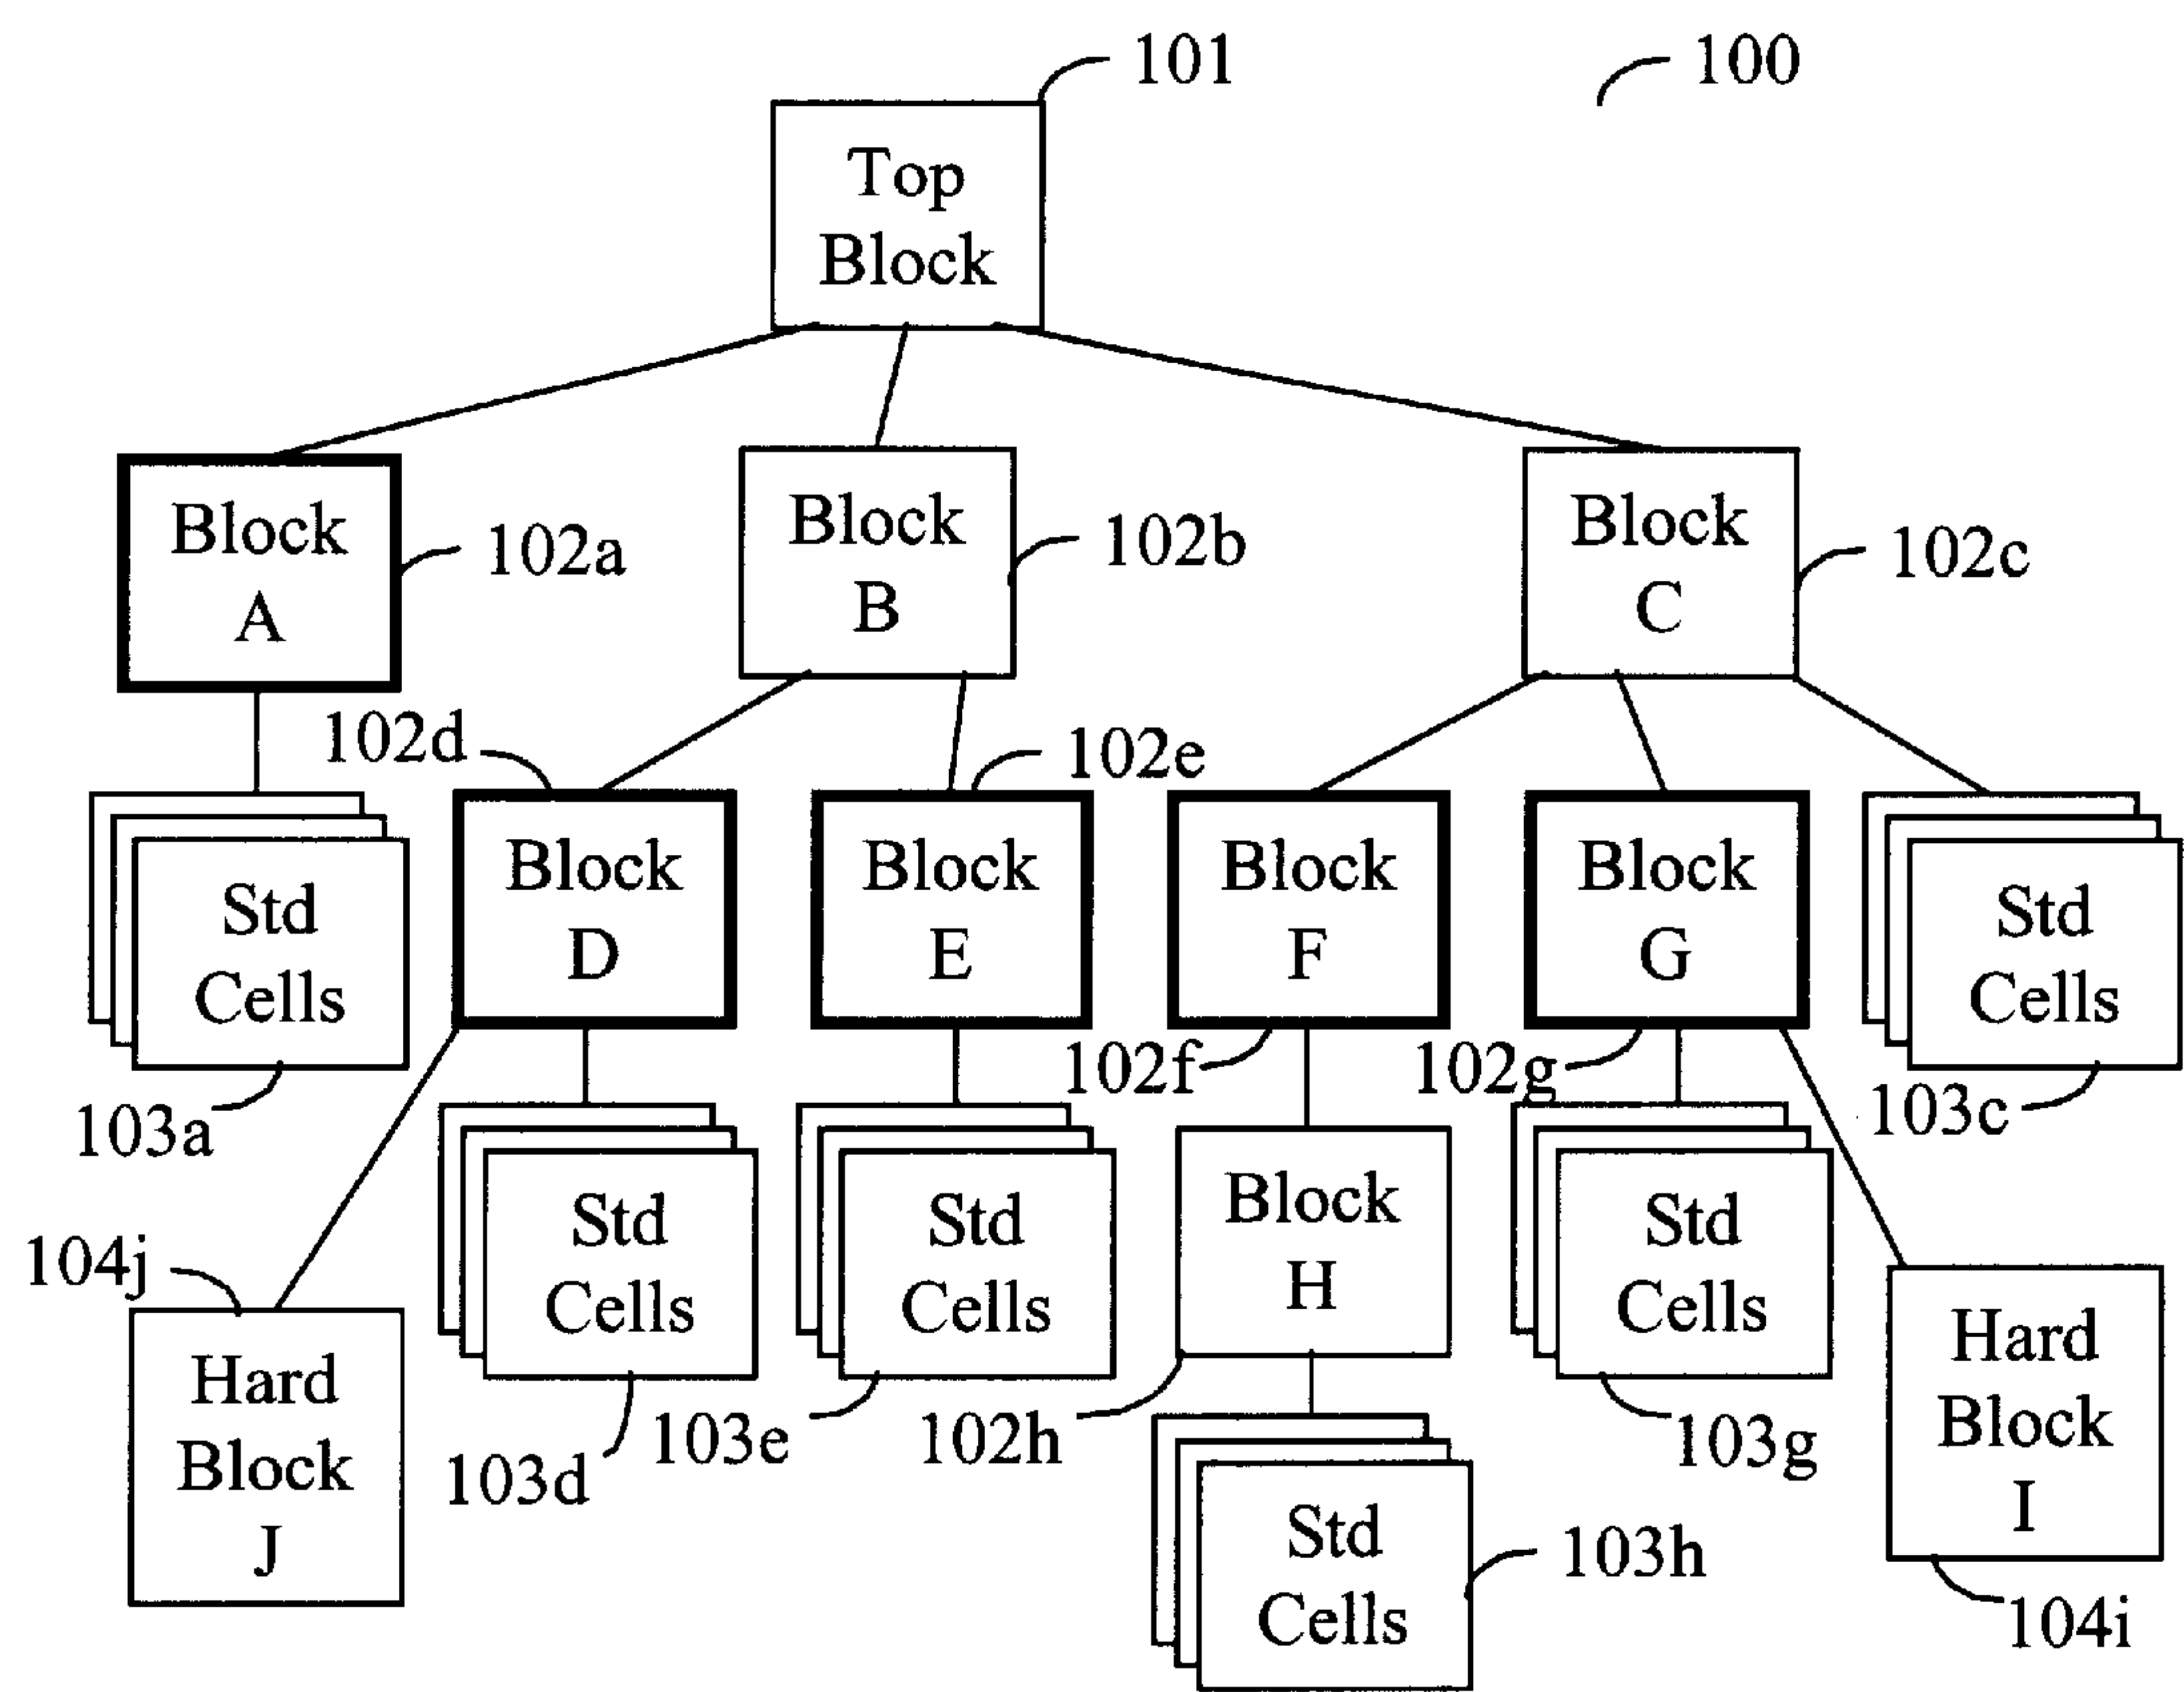 101
100
Top
Block
Block
A
102a
Block
B
102b
Block
C
102c
102d
102e
Std
Cells
Block
D
Block
E
Block
F
Block
G
Std
Cells
103a
102f
102g
103c
104j
Hard
Block
J
Std
Cells
103d
Std
Cells
103e
Block
H
102h
Std
Cells
103g
Hard
Block
I
Std
Cells
103h
104i